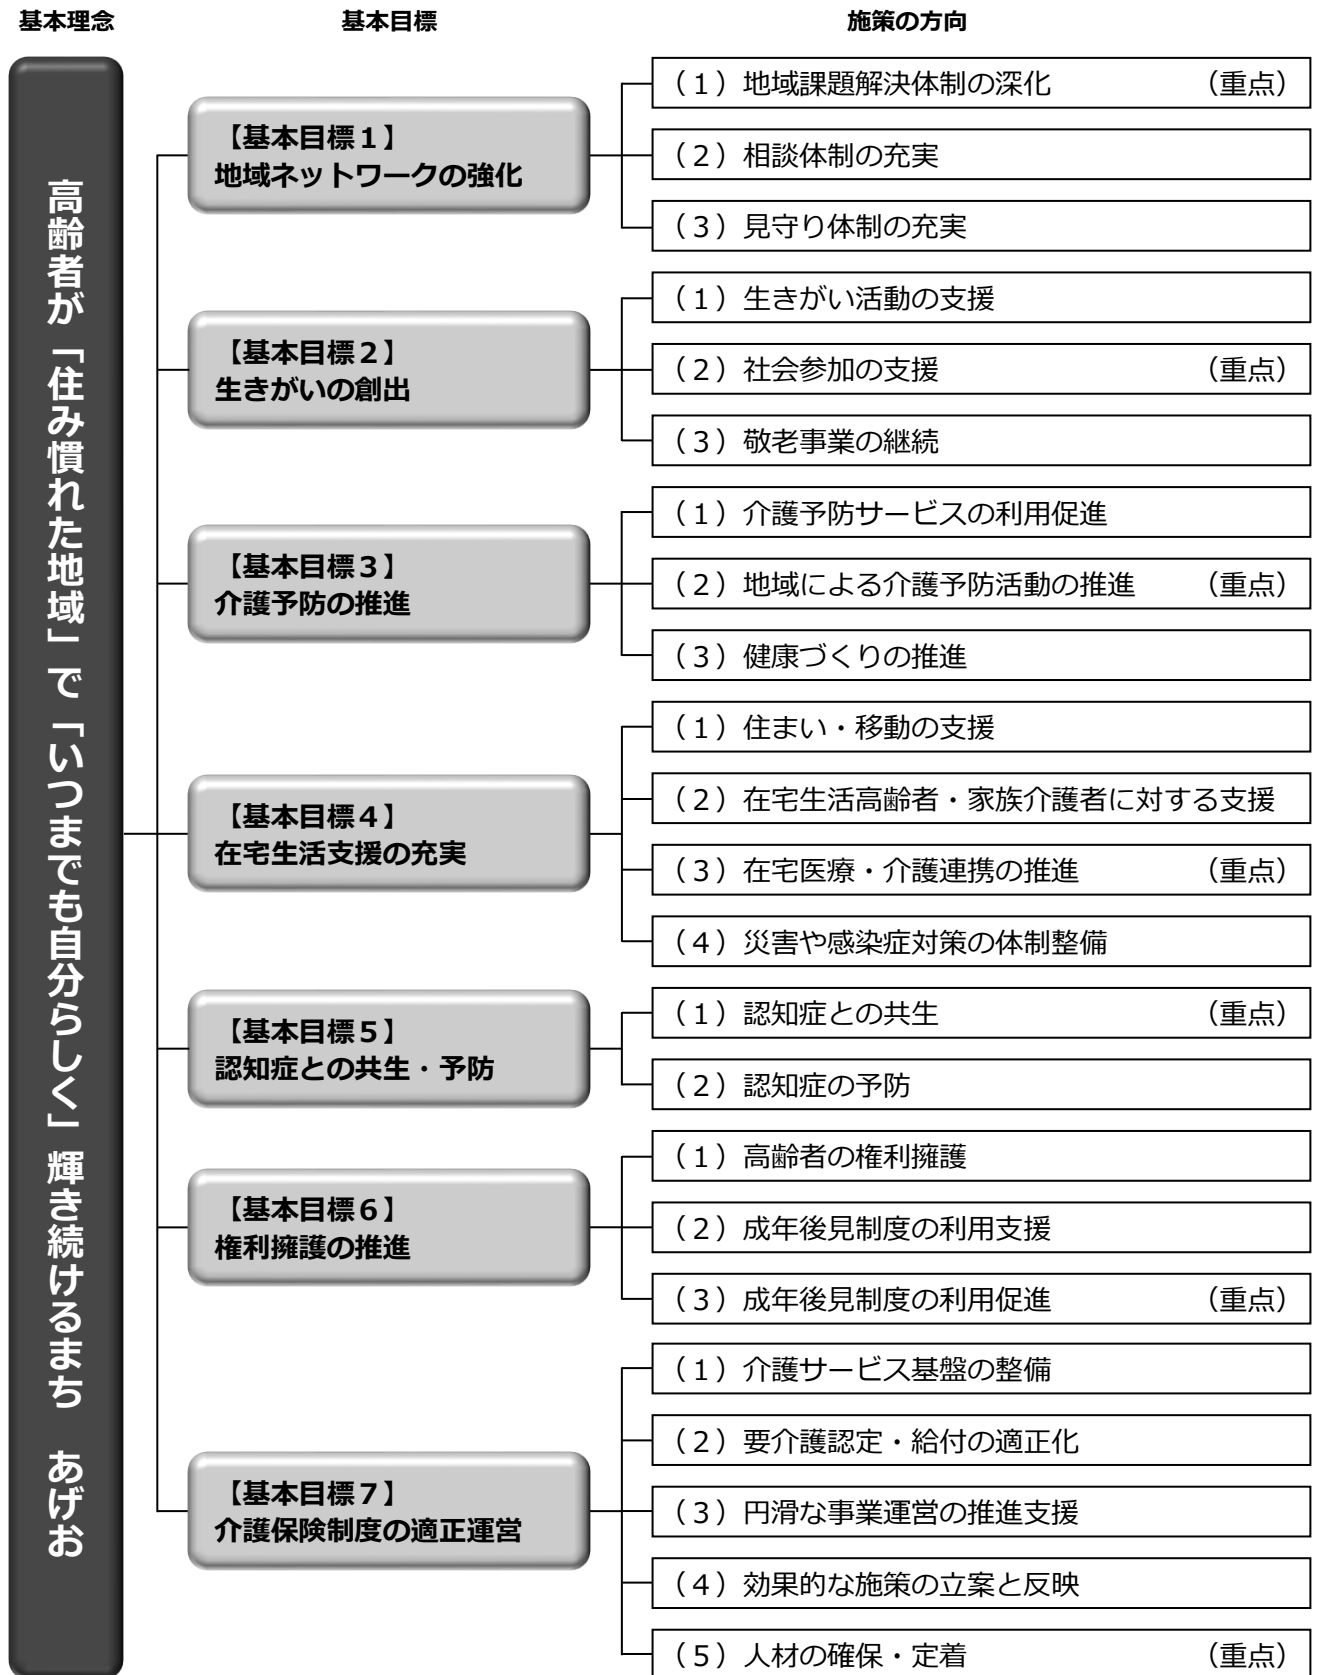 基本理念
基本目標
施策の方向
高齢者が「住み慣れた地域」で「いつまでも自分らしく」輝き続けるまち　あげお
【基本目標１】
地域ネットワークの強化
（１）地域課題解決体制の深化　（重点）
（２）相談体制の充実
（３）見守り体制の充実
【基本目標２】
生きがいの創出
（１）生きがい活動の支援
（２）社会参加の支援　（重点）
（３）敬老事業の継続
【基本目標３】
介護予防の推進
（１）介護予防サービスの利用促進
（２）地域による介護予防活動の推進　（重点）
（３）健康づくりの推進
【基本目標４】
在宅生活支援の充実
（１）住まい・移動の支援
（２）在宅生活高齢者・家族介護者に対する支援
（３）在宅医療・介護連携の推進　（重点）
（４）災害や感染症対策の体制整備
【基本目標５】
認知症との共生・予防
（１）認知症との共生　（重点）
（２）認知症の予防
【基本目標６】
権利擁護の推進
（１）高齢者の権利擁護
（２）成年後見制度の利用支援
（３）成年後見制度の利用促進　（重点）
【基本目標７】
介護保険制度の適正運営
（１）介護サービス基盤の整備
（２）要介護認定・給付の適正化
（３）円滑な事業運営の推進支援
（４）効果的な施策の立案と反映
（５）人材の確保・定着　（重点）